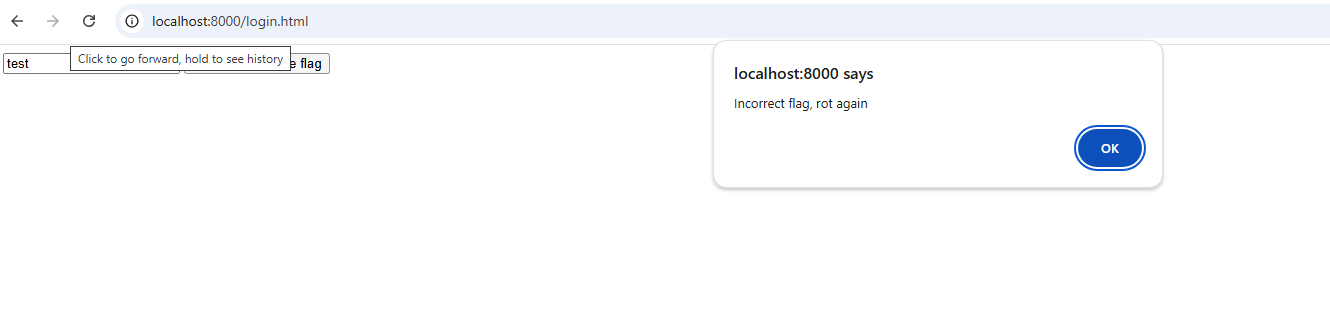 localhost:8000/login.html
test
Click to go forward, hold to see history
flag
localhost:8000 says
Incorrect flag, rot again
OK